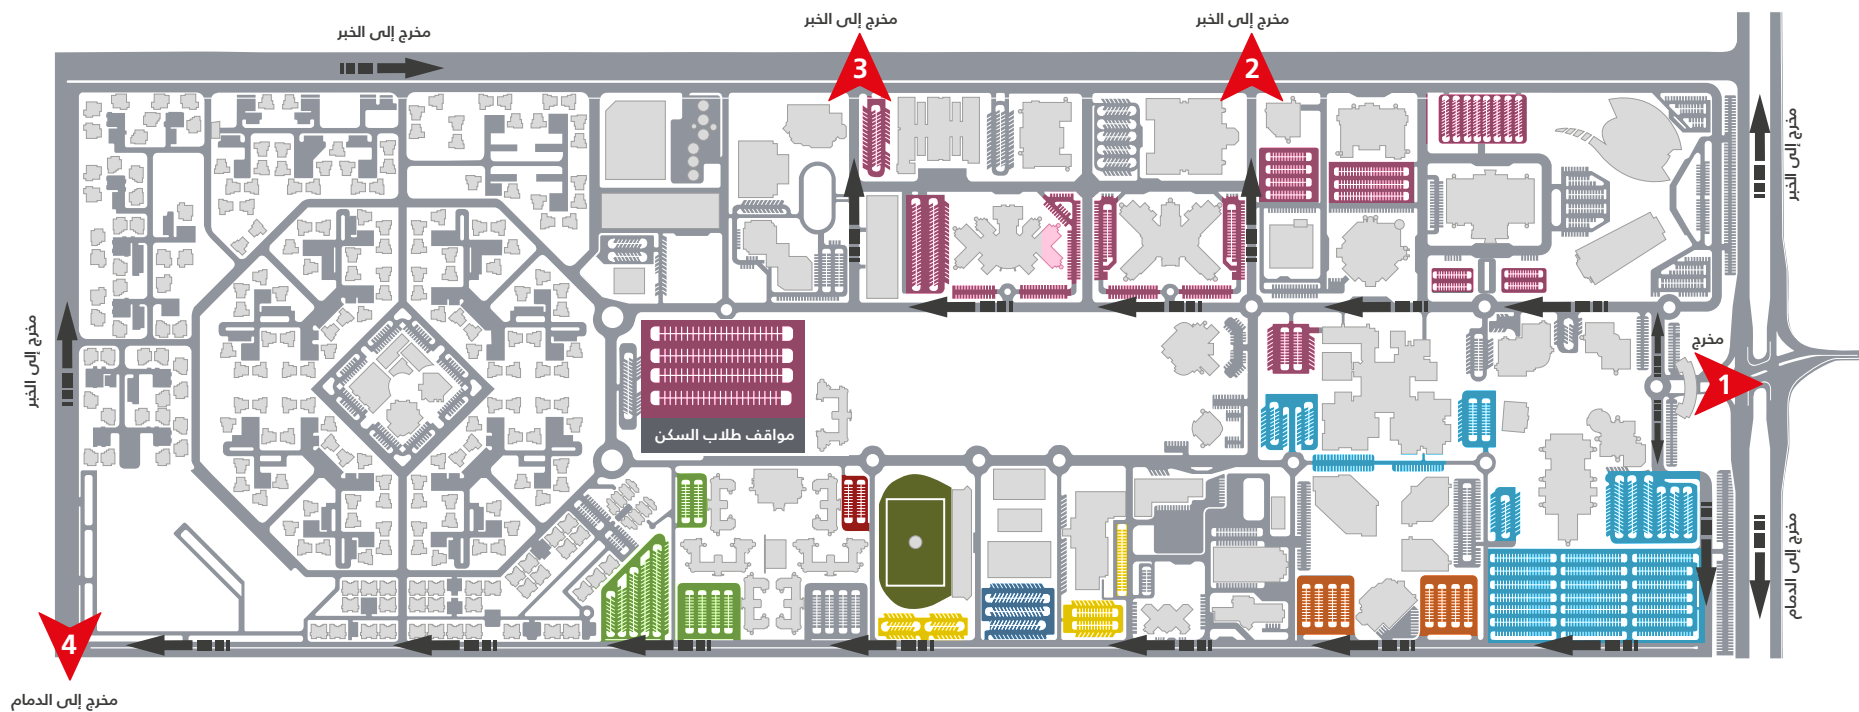 مخرج إلى الخبر
مخرج إلى الخبر
مخرج إلى الخبر
3
2
مخرج إلى الخبر
مخرج إلى الخبر
مخرج
1
مواقف طلاب السكن
مخرج إلى الدمام
4
مخرج إلى الدمام